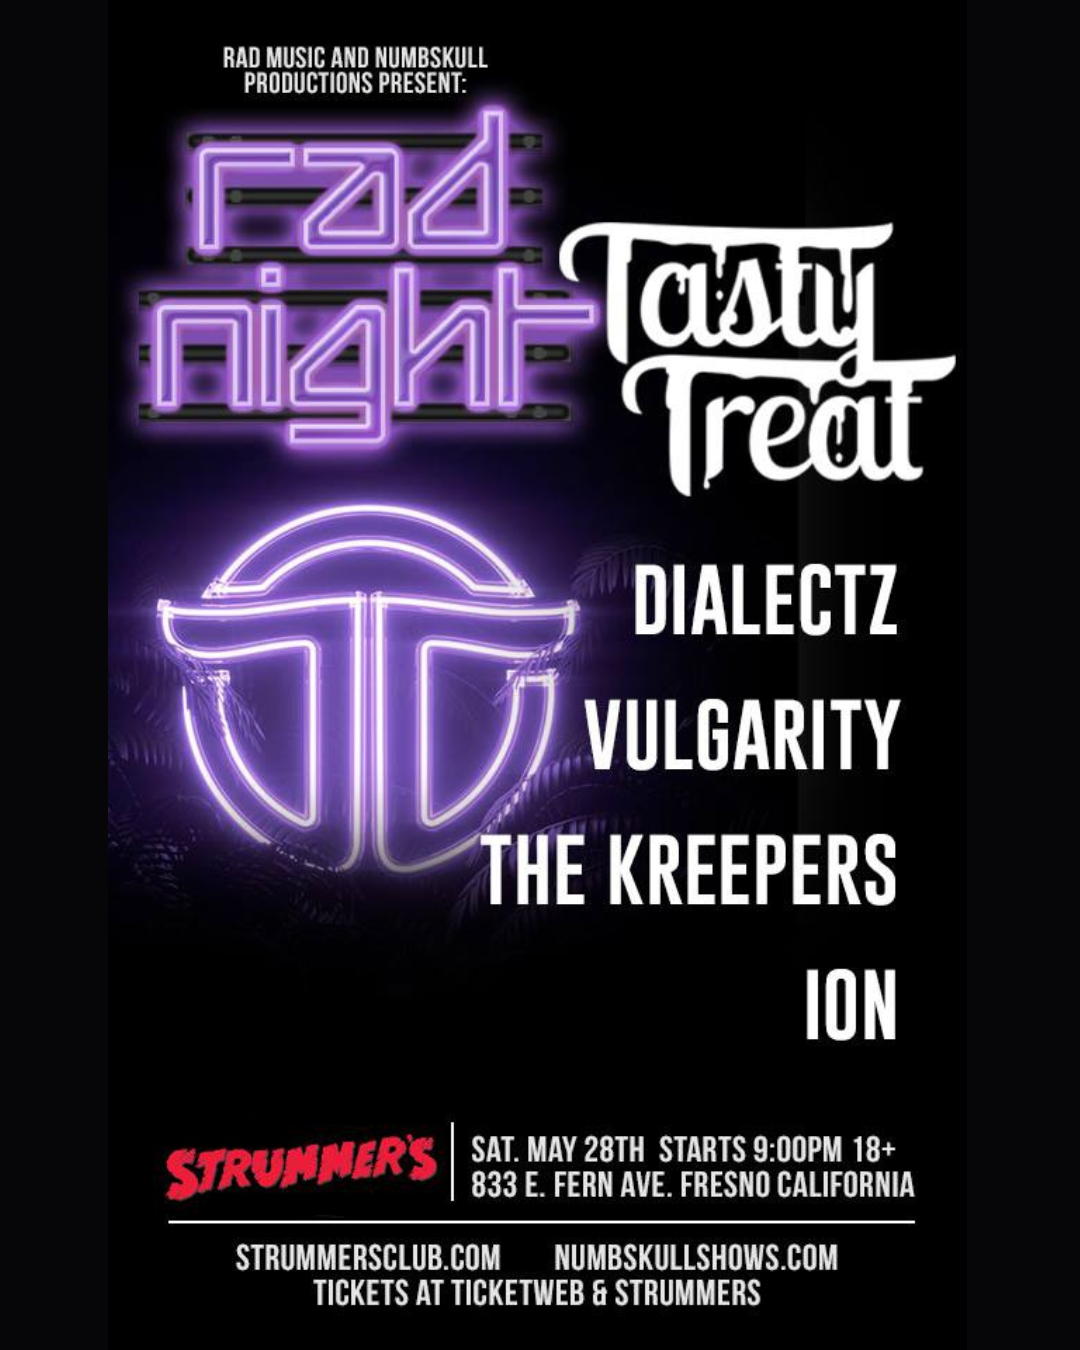 RAD MUSIC AND NUMBSKULL
PRODUCTIONS PRESENT:
rad
night
Tasty
Treat
DIALECTZ
VULGARITY
THE KREEPERS
ION
STRUMMER'S
SAT. MAY 28TH STARTS 9:00PM 18+
833 E. FERN AVE. FRESNO CALIFORNIA
STRUMMERSCLUB.COM NUMBSKULLSHOWS.COM
TICKETS AT TICKETWEB & STRUMMERS